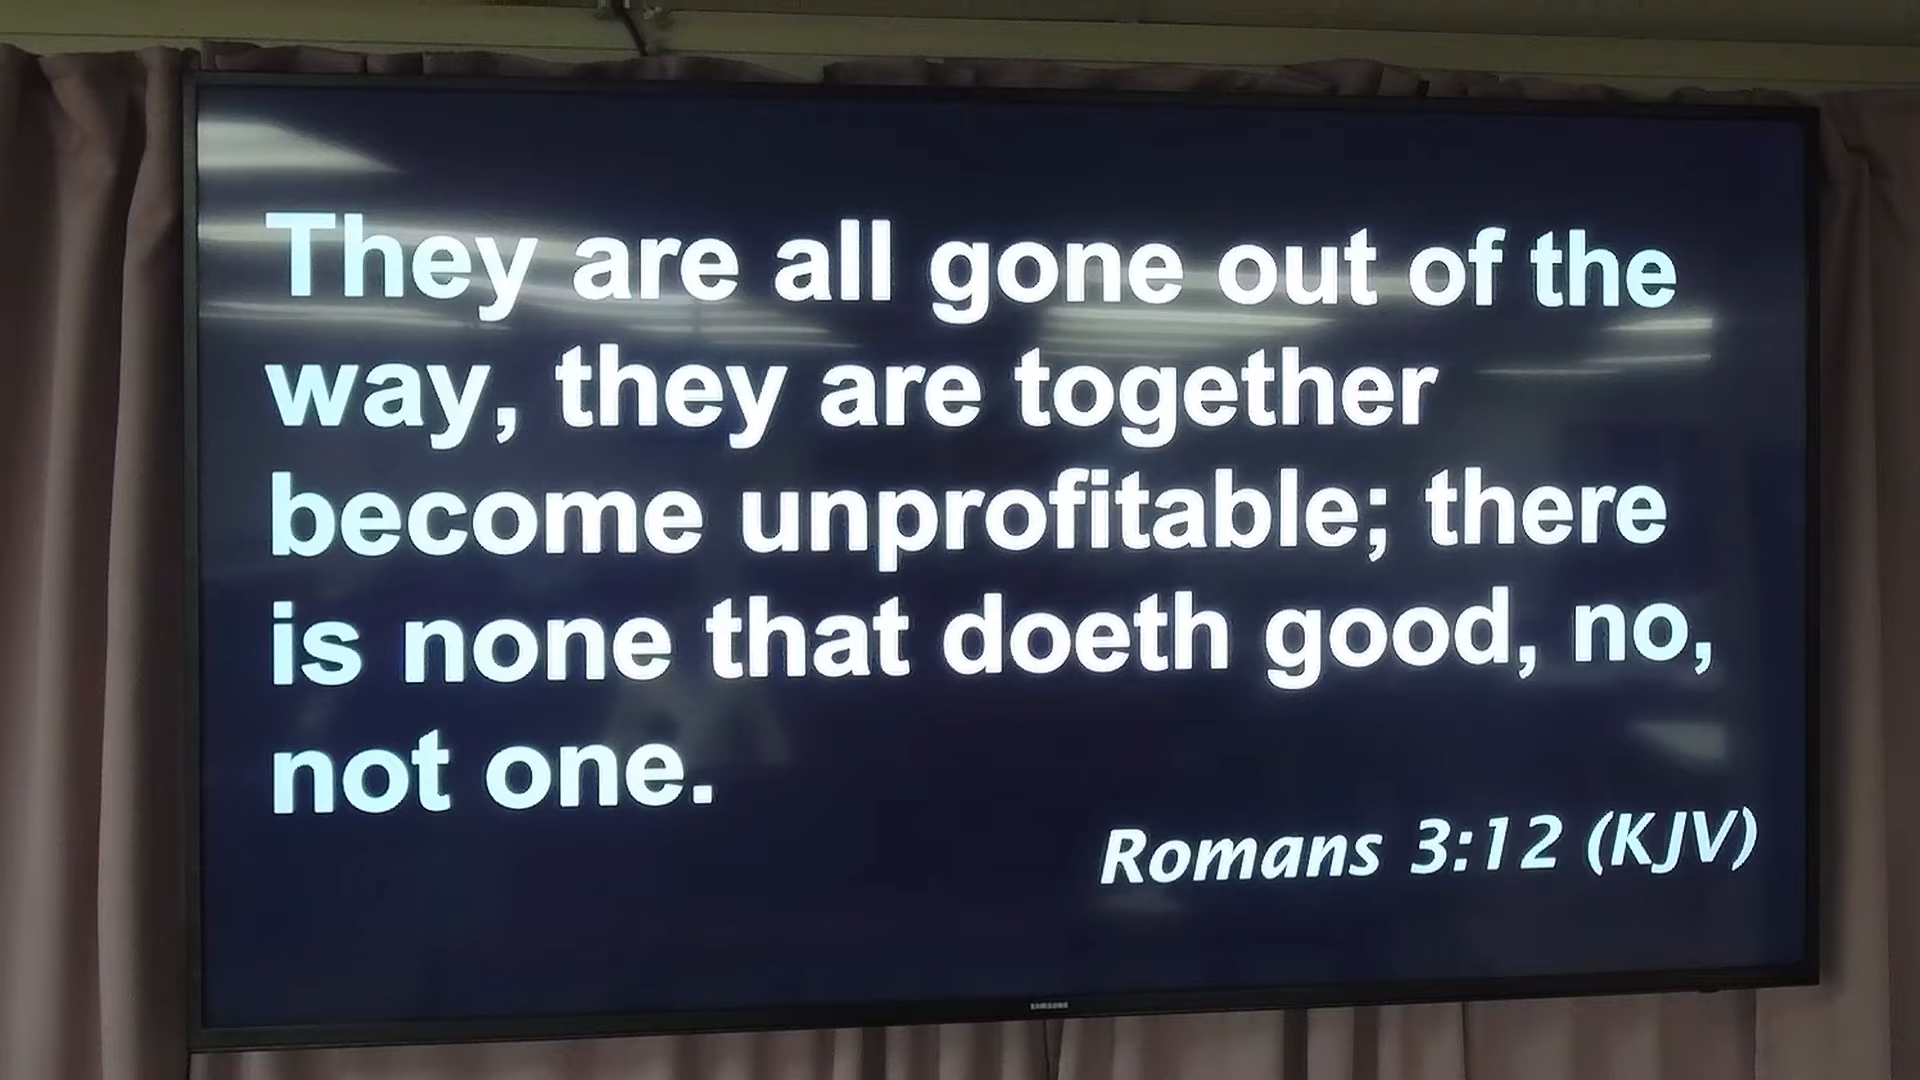 They are all gone out of the
way, they are together
become unprofitable; there
is none that doeth good, no,
not one.
Romans 3:12 (KJV)
SAMSUNG